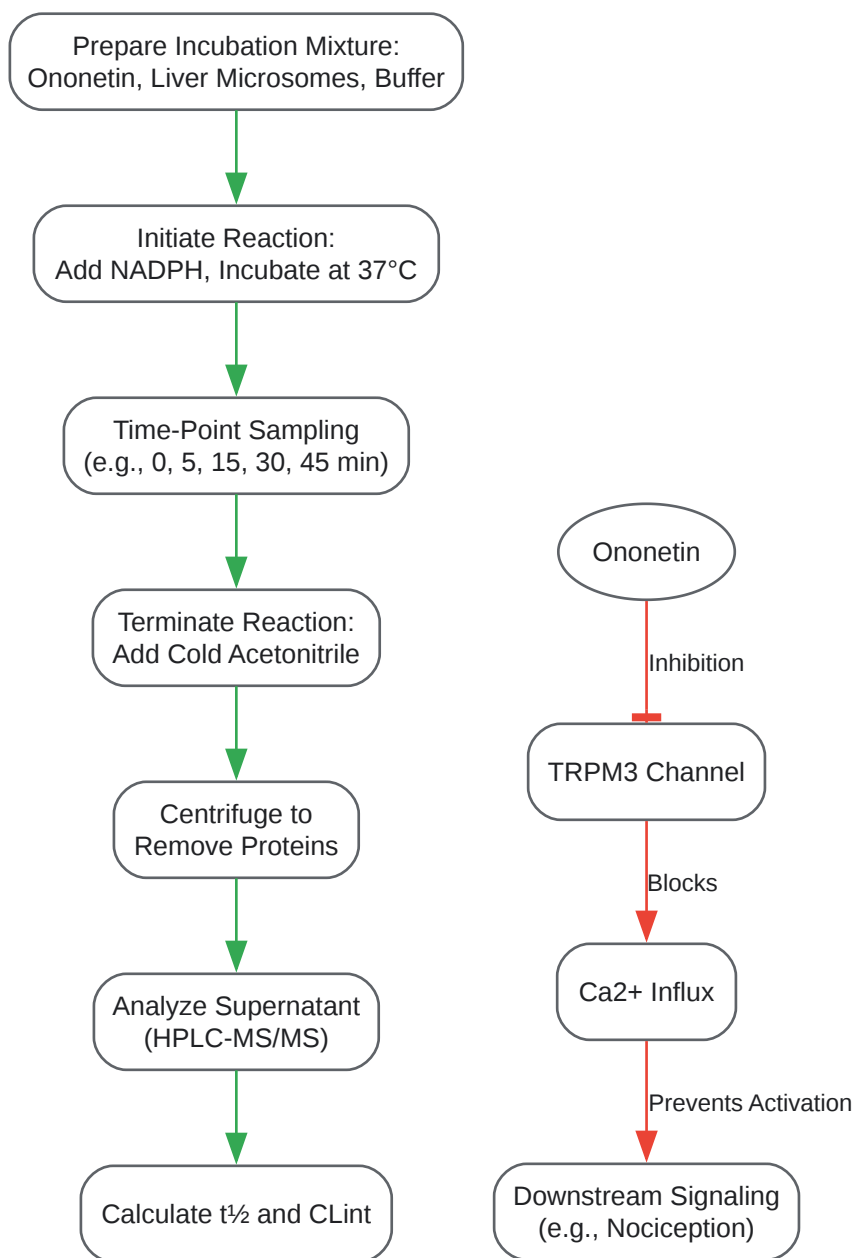 Prepare Incubation Mixture:
Ononetin, Liver Microsomes, Buffer
Initiate Reaction:
Add NADPH, Incubate at 37°C
Time-Point Sampling
(e.g., 0, 5, 15, 30, 45 min)
Terminate Reaction:
Add Cold Acetonitrile
Centrifuge to
Remove Proteins
Analyze Supernatant
(HPLC-MS/MS)
Calculate t½ and CLint
Ononetin
Inhibition
TRPM3 Channel
Blocks
Ca2+ Influx
Prevents Activation
Downstream Signaling
(e.g., Nociception)